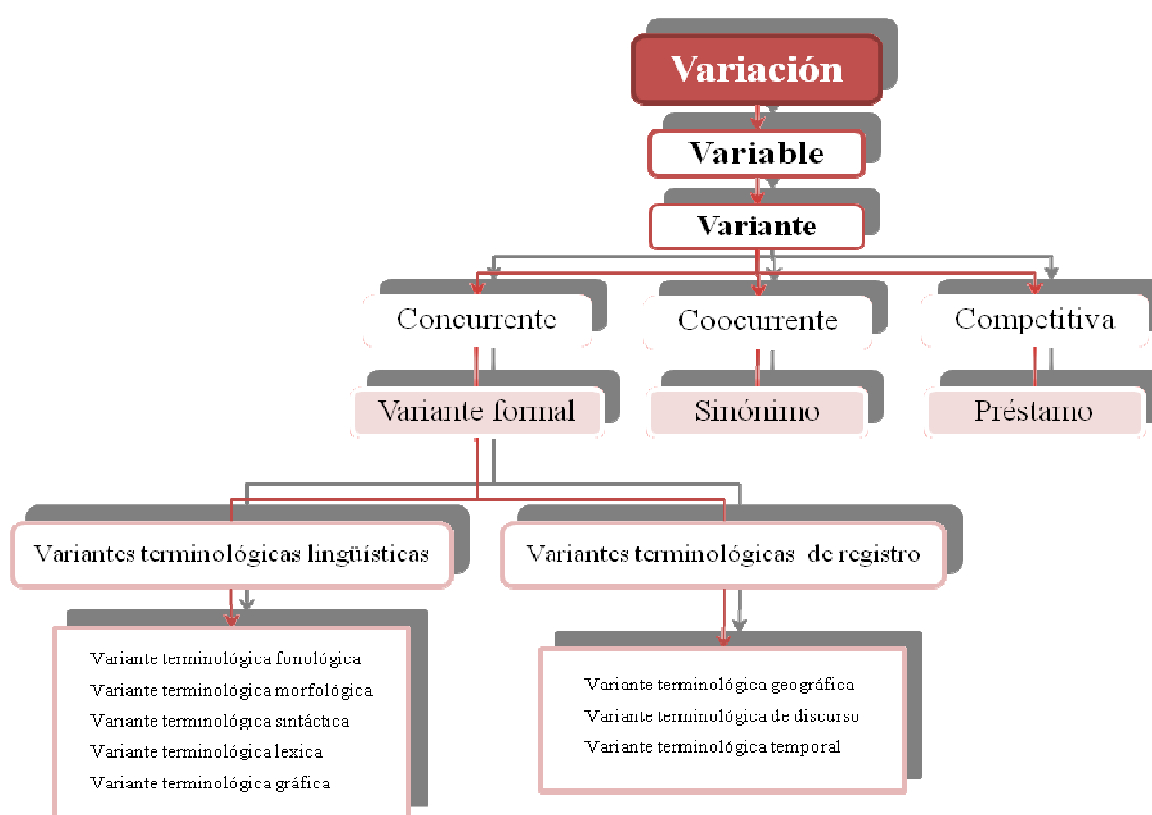 Variación
Variable
Variante
Concurrente
Coocurrente
Competitiva
Variante formal
Sinónimo
Préstamo
Variantes terminológicas lingüísticas
Variantes terminológicas de registro
Variante terminológica fonológica
Variante terminológica morfológica
Variante terminológica sintáctica
Variante terminológica lexica
Variante terminológica gráfica
Variante terminológica geográfica
Variante terminológica de discurso
Variante terminológica temporal